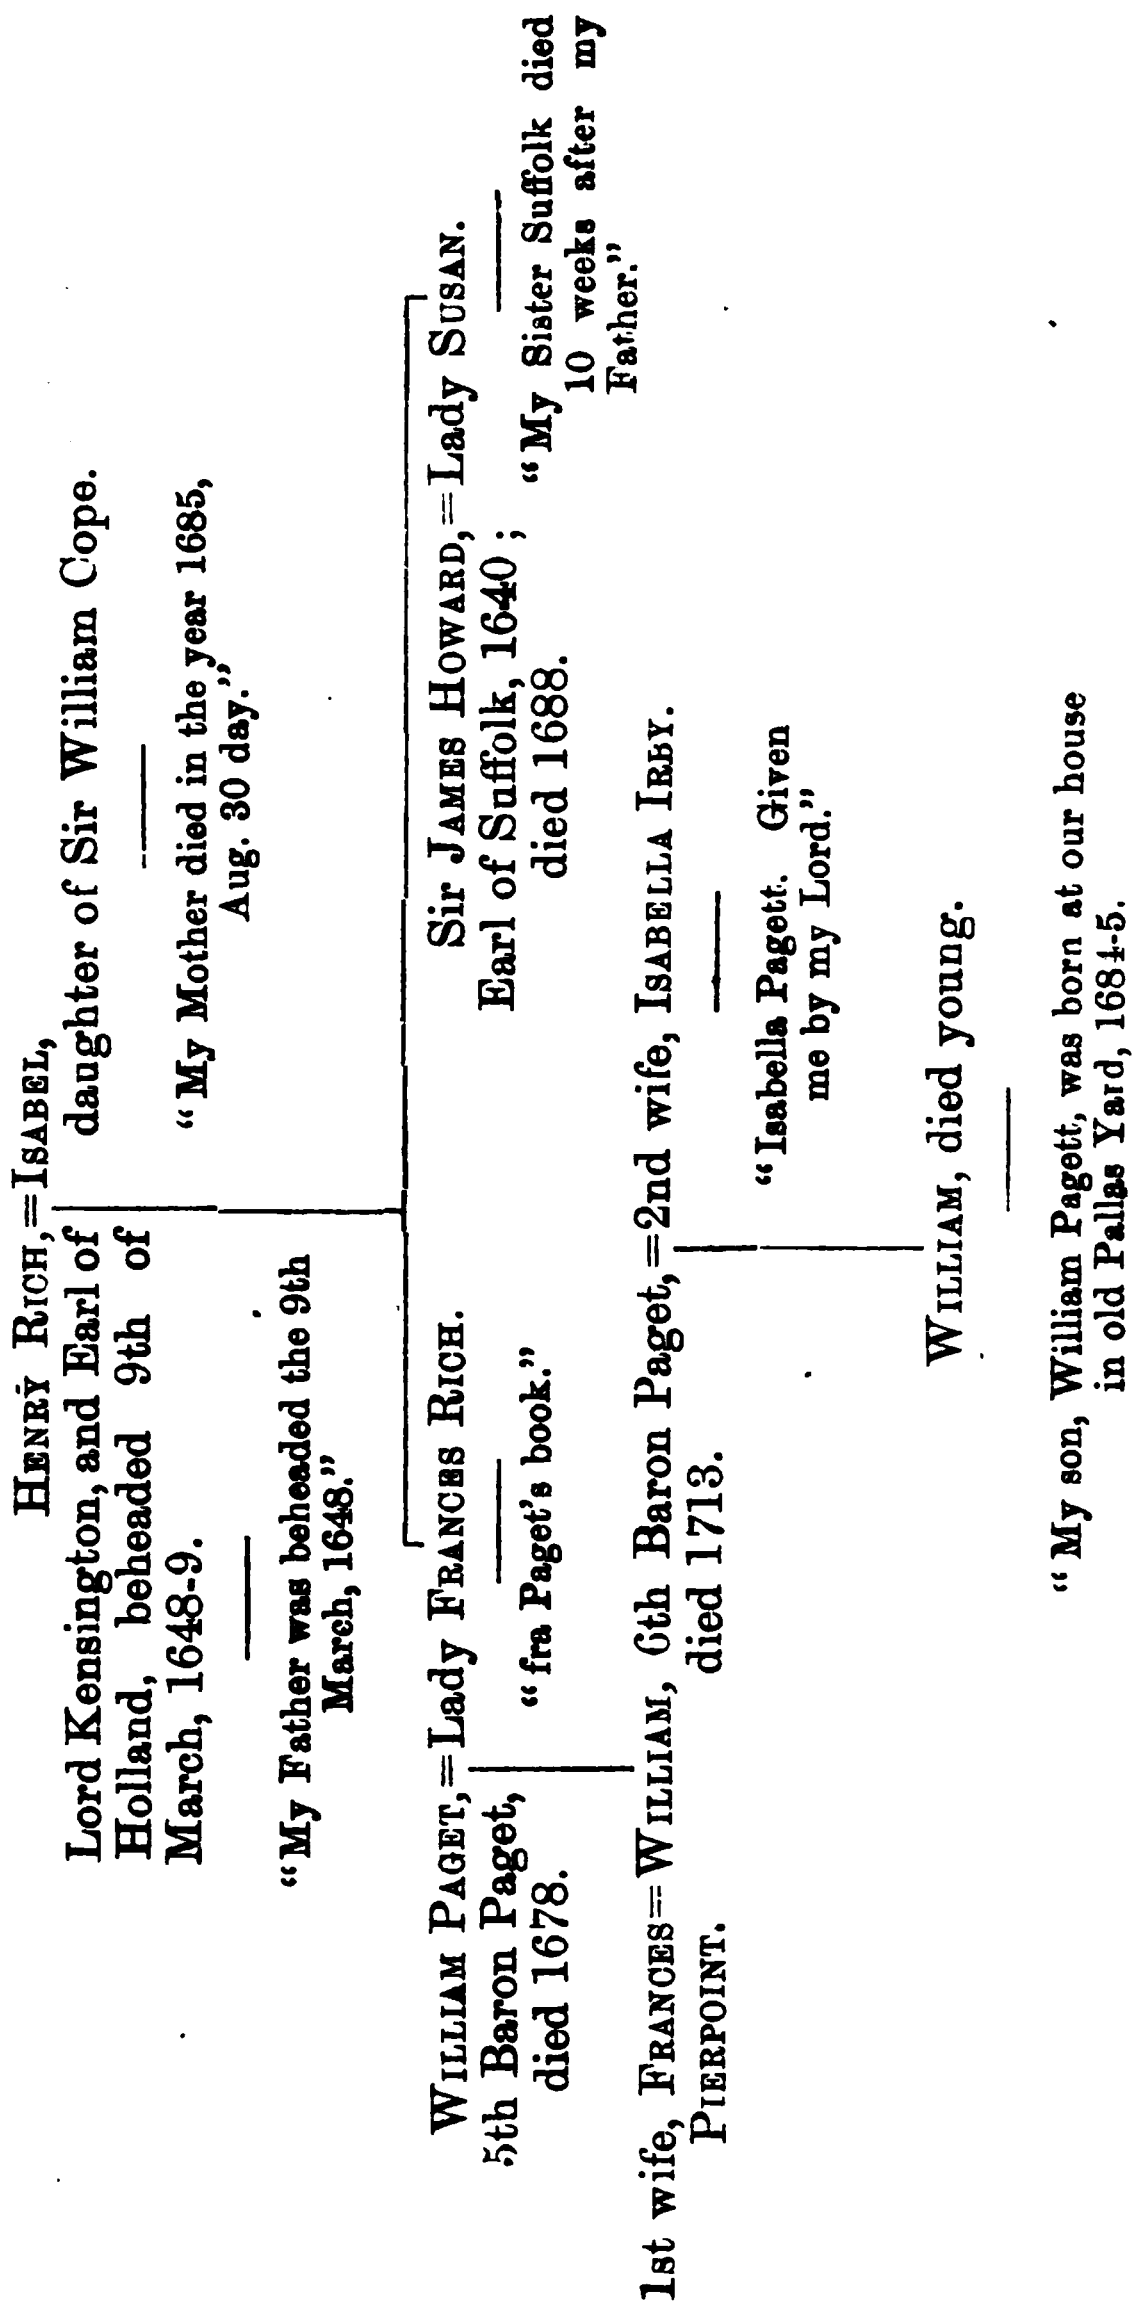 HENRY RICH,=ISABEL,
Lord Kensington, and Earl of
Holland, beheaded 9th of
March, 1648-9.
daughter of Sir William Cope.
"My Father was beheaded the 9th
March, 1648."
"My Mother died in the year 1685,
Aug. 30 day."
WILLIAM PAGET,=Lady FRANCES RICH.
5th Baron Paget,
died 1678.
"fra Paget's book."
Sir JAMES HOWARD,=Lady SUSAN.
Earl of Suffolk, 1640;
died 1688.
"My Sister Suffolk died
10 weeks after my
Father."
1st wife, FRANCES=WILLIAM, 6th Baron Paget,=2nd wife, ISABELLA IRBY.
PIERPOINT.
died 1713.
"Isabella Pagett. Given
me by my Lord."
WILLIAM, died young.
"My son, William Pagett, was born at our house
in old Pallas Yard, 1684-5.